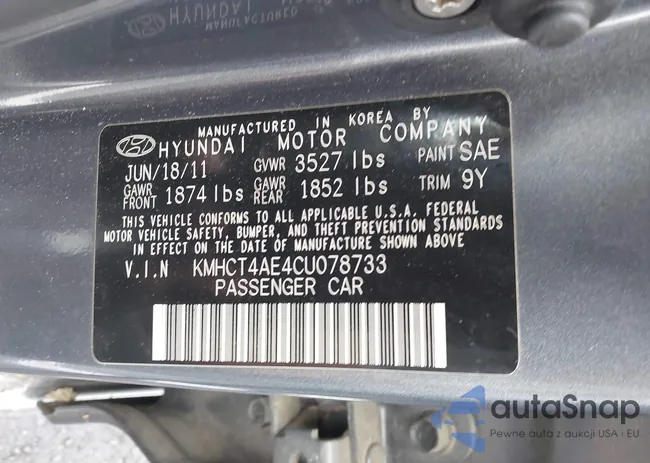 MANUFACTURED IN KOREA BY
HYUNDAI MOTOR COMPANY
JUN/18/11 GVWR 3527 lbs PAINT SAE
GAWR FRONT 1874 lbs GAWR REAR 1852 lbs TRIM 9Y
THIS VEHICLE CONFORMS TO ALL APPLICABLE U.S.A. FEDERAL
MOTOR VEHICLE SAFETY, BUMPER, AND THEFT PREVENTION STANDARDS
IN EFFECT ON THE DATE OF MANUFACTURE SHOWN ABOVE
V.I.N KMHCT4AE4CU078733
PASSENGER CAR
autaSnap
Pewne auta z aukcji USA i EU